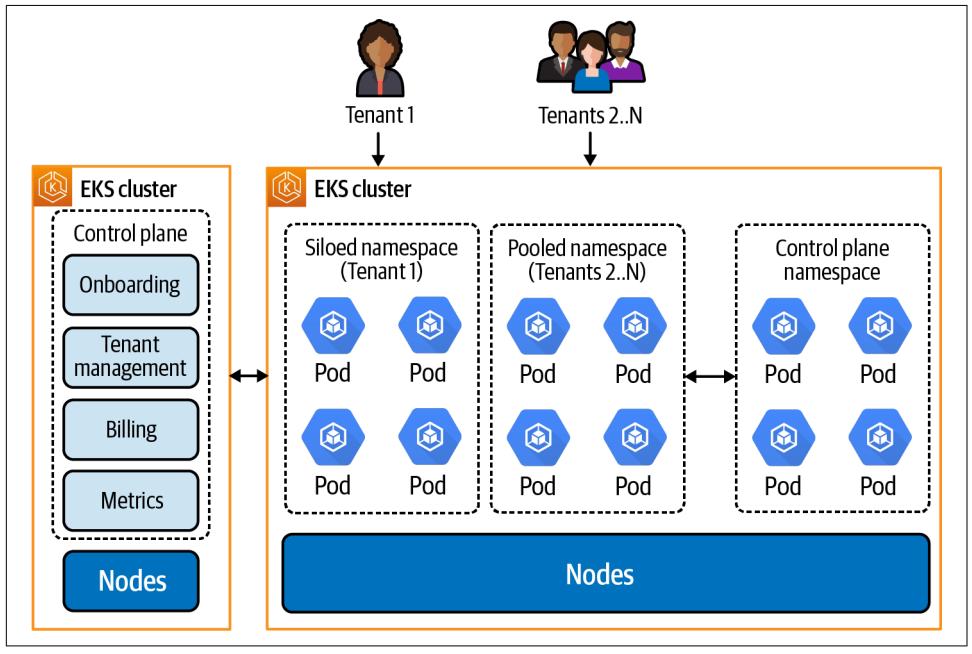 Tenant 1
Tenants 2..N
EKS cluster
Control plane
Onboarding
Tenant
management
Billing
Metrics
Nodes
EKS cluster
Siloed namespace
(Tenant 1)
Pod
Pod
Pod
Pod
Pooled namespace
(Tenants 2..N)
Pod
Pod
Pod
Pod
Control plane
namespace
Pod
Pod
Pod
Pod
Nodes